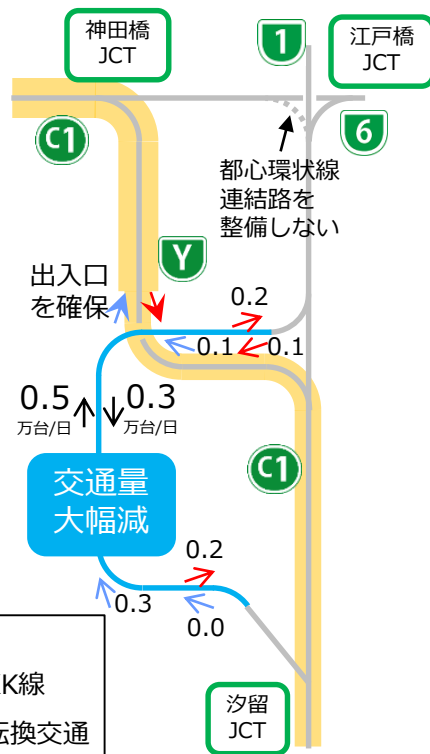 神田橋
JCT
1
江戸橋
JCT
C1
6
都心環状線
連結路を
整備しない
Y
出入口
を確保
0.2
0.1
0.1
0.5
万台/日
0.3
万台/日
C1
交通量
大幅減
0.2
0.3
0.0
K線
転換交通
汐留
JCT